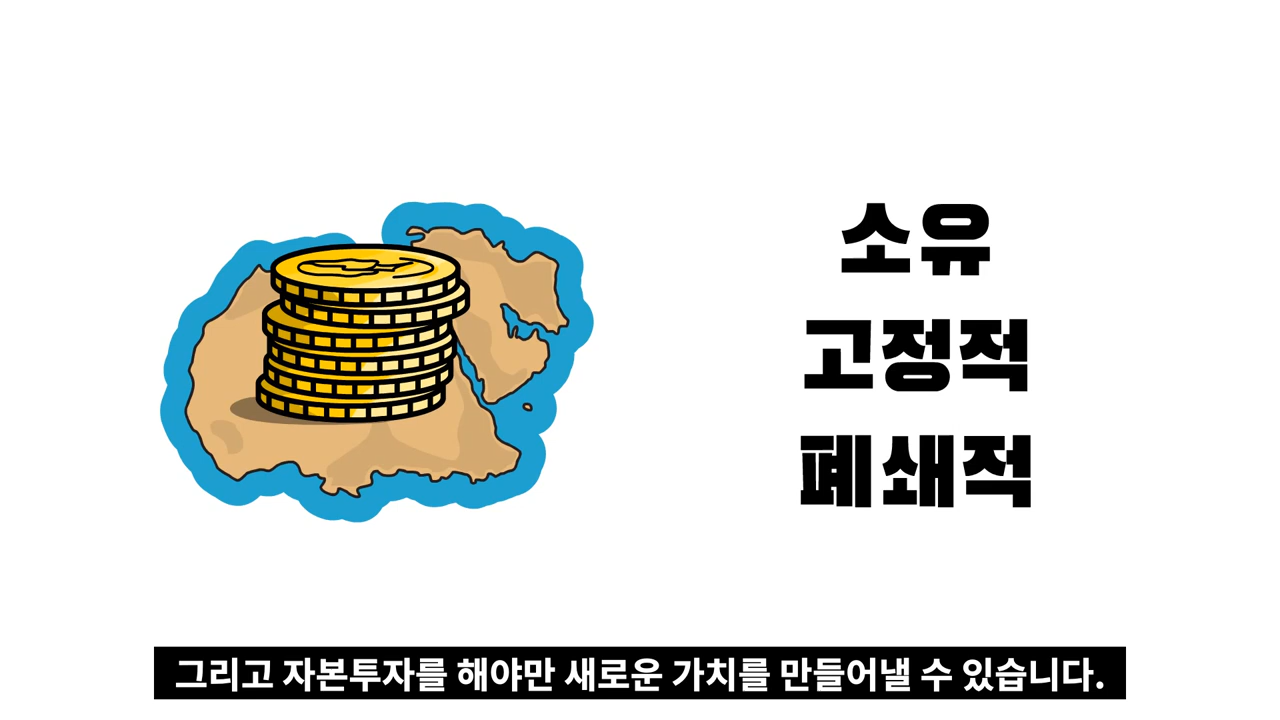 소유
고정적
폐쇄적
그리고 자본투자를 해야만 새로운 가치를 만들어낼 수 있습니다.